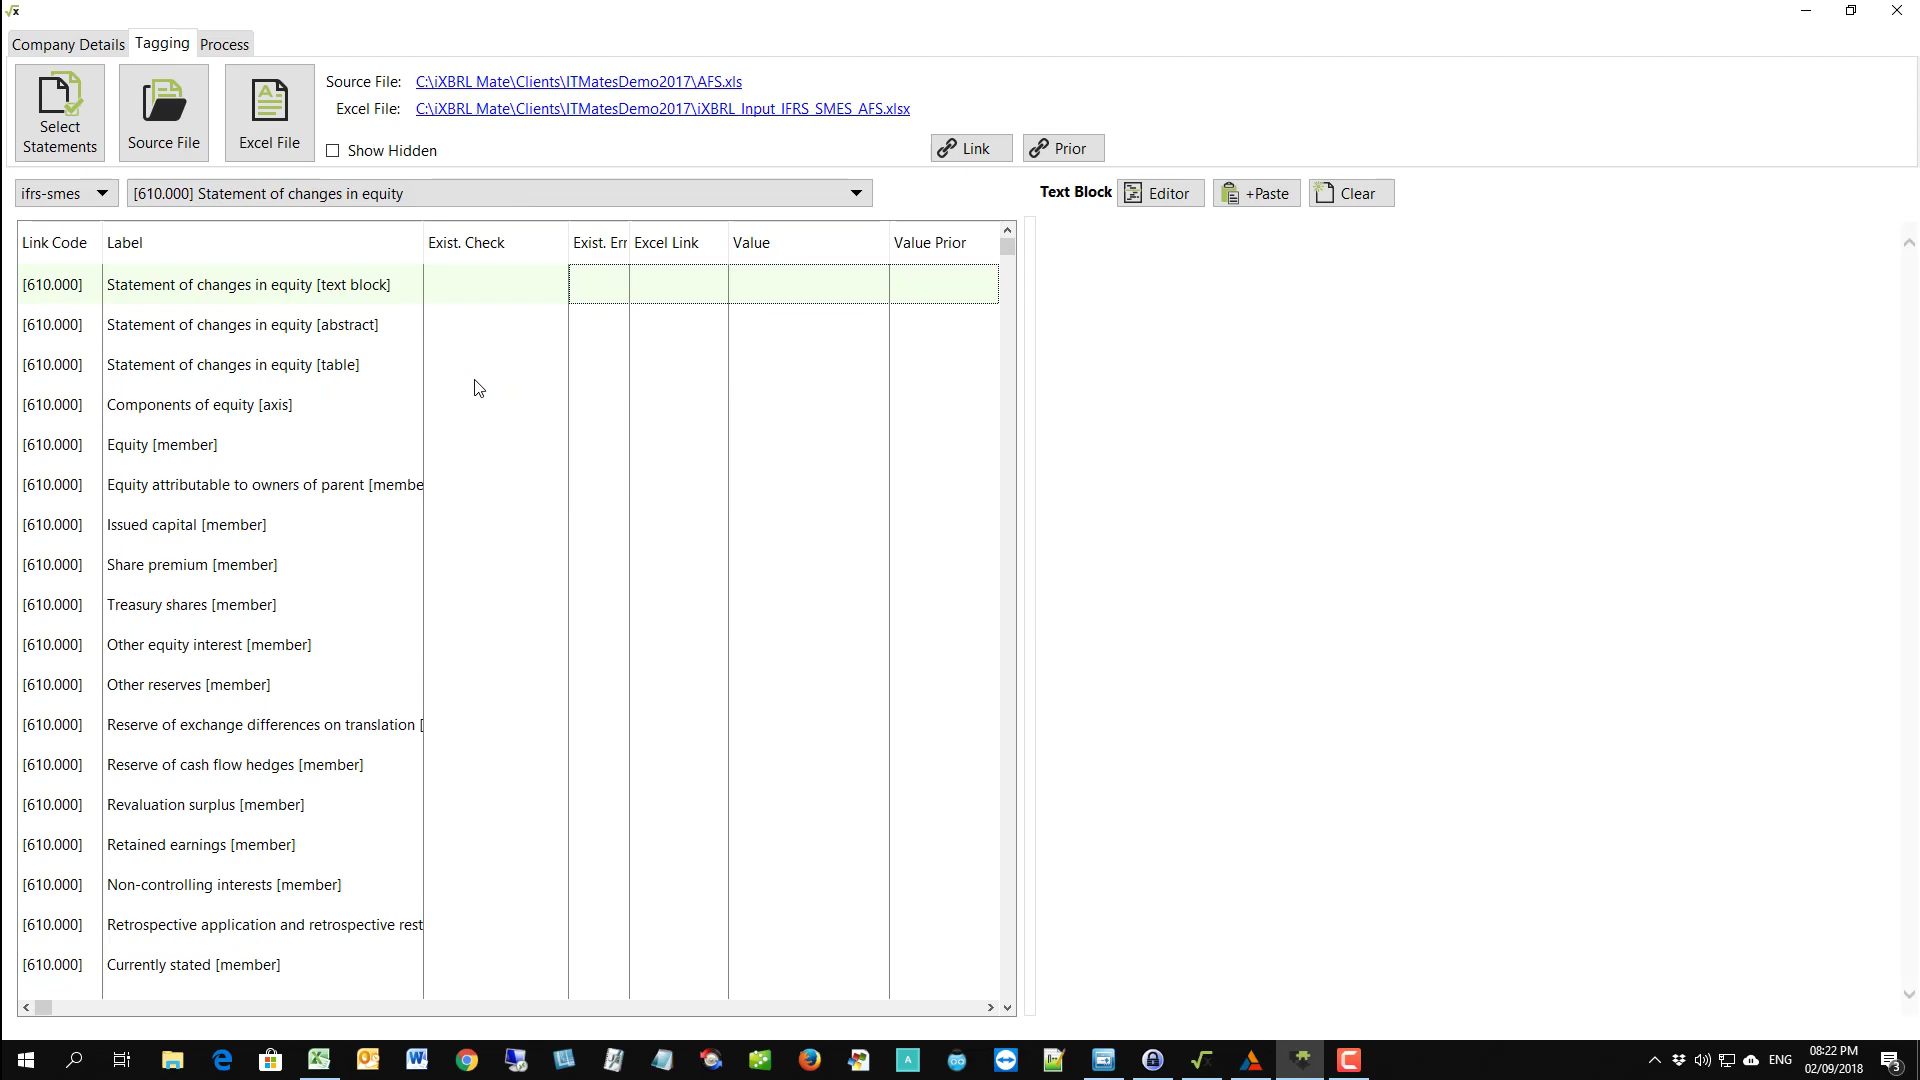 √x
Company Details Tagging Process
Select Statements
Source File
Excel File
Source File: C:\iXBRL Mate\Clients\ITMatesDemo2017\AFS.xls
Excel File: C:\iXBRL Mate\Clients\ITMatesDemo2017\iXBRL Input IFRS SMES AFS.xlsx
Show Hidden
Link
Prior
ifrs-smes [610.000] Statement of changes in equity
Text Block Editor +Paste Clear
Link Code Label Exist. Check Exist. Err Excel Link Value Value Prior
[610.000] Statement of changes in equity [text block]
[610.000] Statement of changes in equity [abstract]
[610.000] Statement of changes in equity [table]
[610.000] Components of equity [axis]
[610.000] Equity [member]
[610.000] Equity attributable to owners of parent [membe
[610.000] Issued capital [member]
[610.000] Share premium [member]
[610.000] Treasury shares [member]
[610.000] Other equity interest [member]
[610.000] Other reserves [member]
[610.000] Reserve of exchange differences on translation [
[610.000] Reserve of cash flow hedges [member]
[610.000] Revaluation surplus [member]
[610.000] Retained earnings [member]
[610.000] Non-controlling interests [member]
[610.000] Retrospective application and retrospective rest
[610.000] Currently stated [member]
ENG
08:22 PM
02/09/2018
3